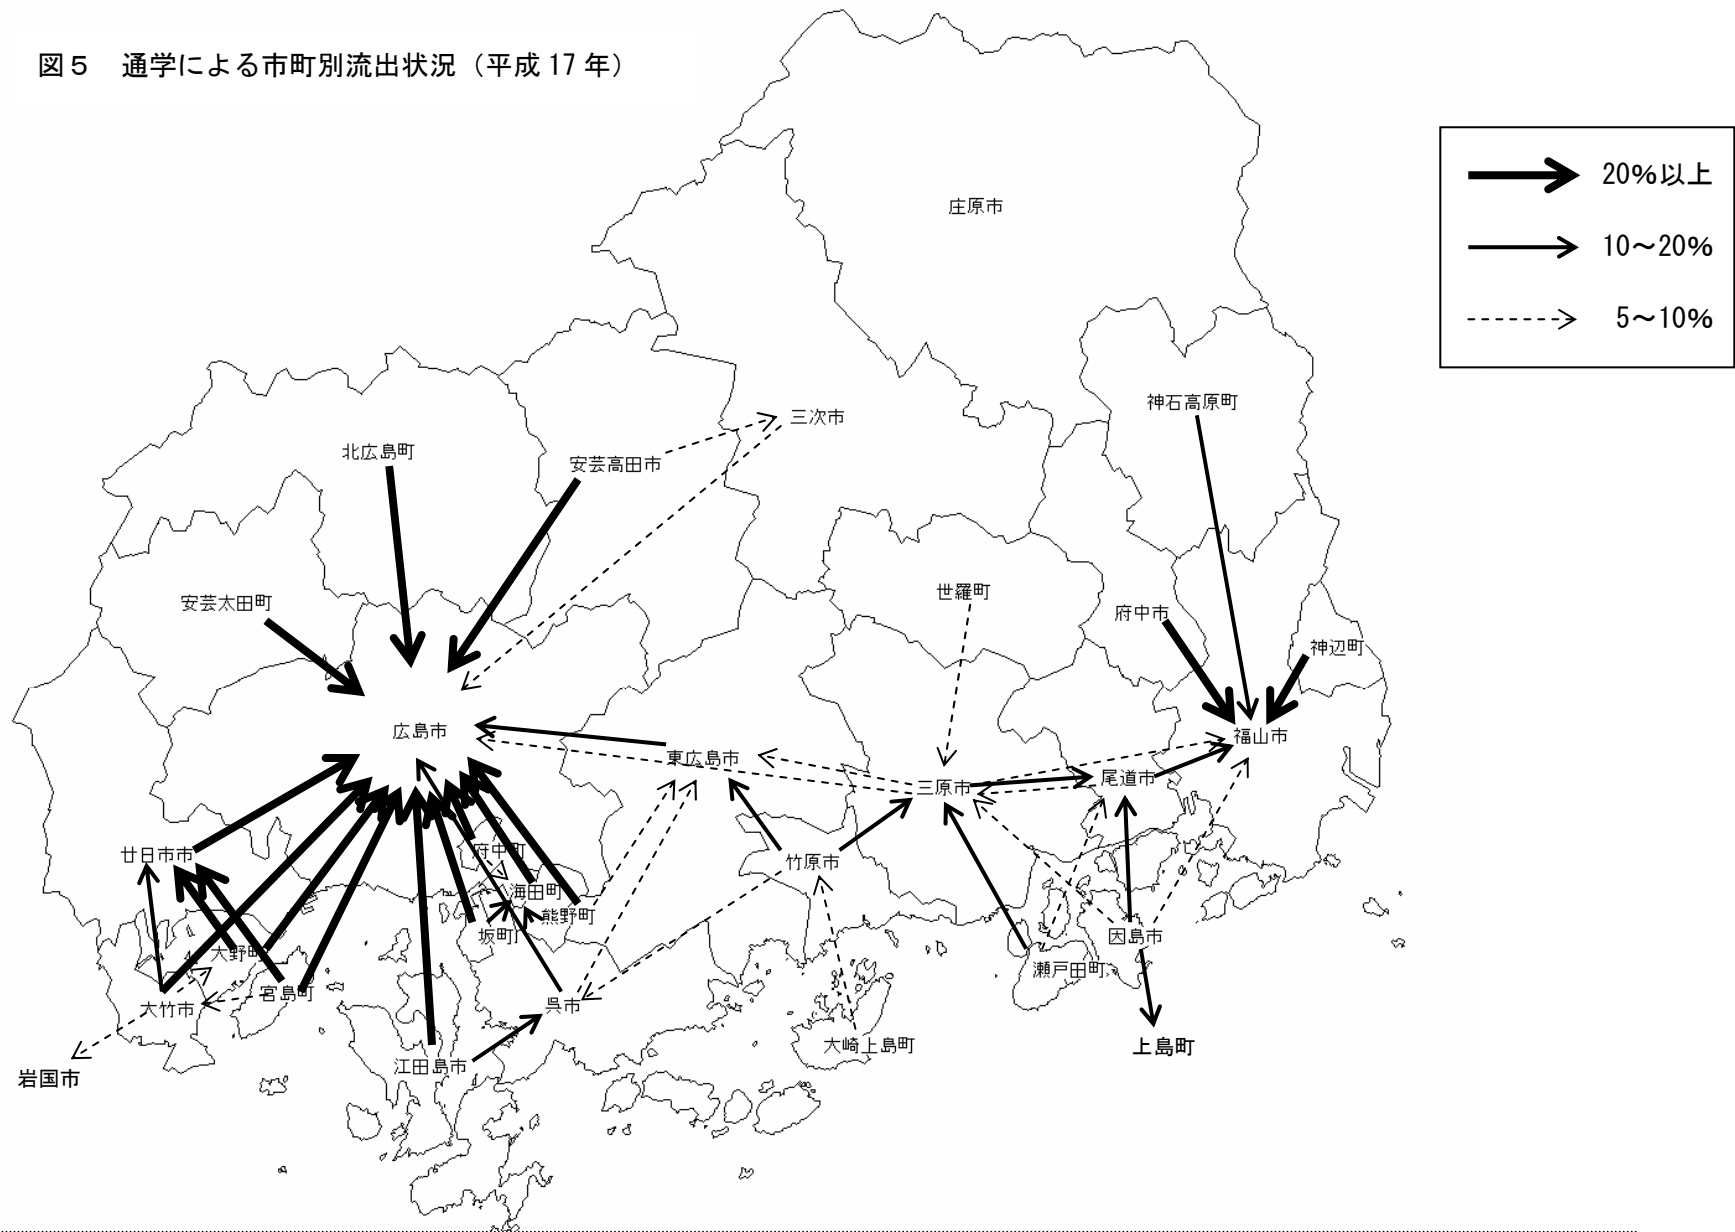 図５　通学による市町別流出状況（平成 17 年）
20%以上
10～20%
5～10%
庄原市
神石高原町
三次市
北広島町
安芸高田市
安芸太田町
世羅町
府中市
神辺町
広島市
東広島市
三原市
尾道市
福山市
廿日市市
府中町
竹原市
海田町
熊野町
坂町
因島市
大野町
瀬戸田町
宮島町
大竹市
呉市
大崎上島町
上島町
岩国市
江田島市